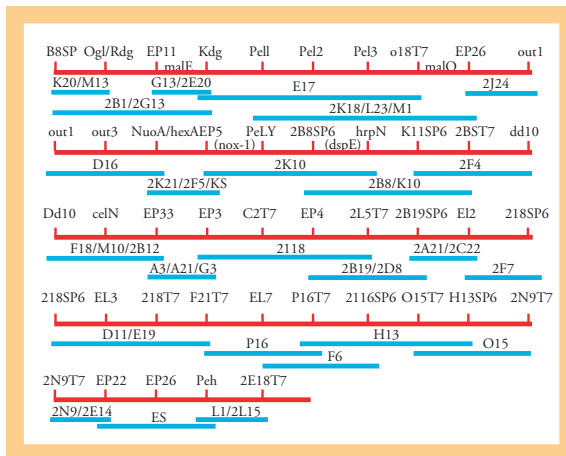 B8SP Ogl/Rdg EP11 Kdg Pell Pel2 Pel3 o18T7 EP26 out1
malE malO
K20/M13 G13/2E20 E17 2J24
2B1/2G13 2K18/L23/M1
out1 out3 NuoA/hexAEP5 PeLY 2B8SP6 hrpN K11SP6 2BST7 dd10
(nox-1) (dspE)
D16 2K10 2F4
2K21/2F5/KS 2B8/K10
Dd10 celN EP33 EP3 C2T7 EP4 2L5T7 2B19SP6 El2 218SP6
F18/M10/2B12 2118 2A21/2C22
A3/A21/G3 2B19/2D8 2F7
218SP6 EL3 218T7 F21T7 EL7 P16T7 2116SP6 O15T7 H13SP6 2N9T7
D11/E19 H13
P16 O15
F6
2N9T7 EP22 EP26 Peh 2E18T7
2N9/2E14 L1/2L15
ES